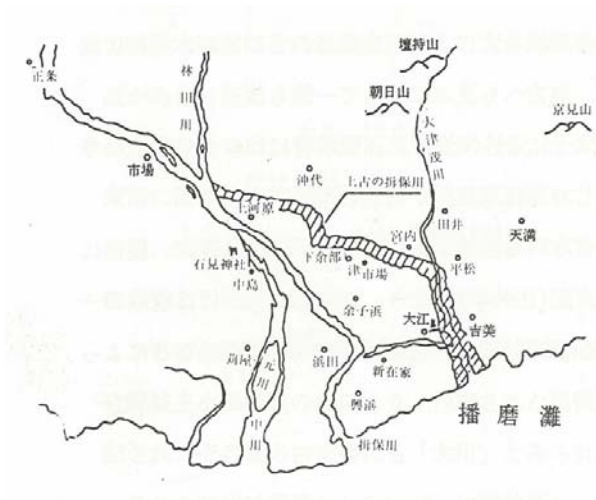 壇持山
朝日山
京見山
正条
林田川
大津茂川
市場
沖代
上古の揖保川
上河原
田井
天満
宮内
石見神社
下余部
津市場
平松
中島
余子浜
大江
吉美
苅屋
元川
浜田
新在家
中川
興浜
揖保川
播磨灘